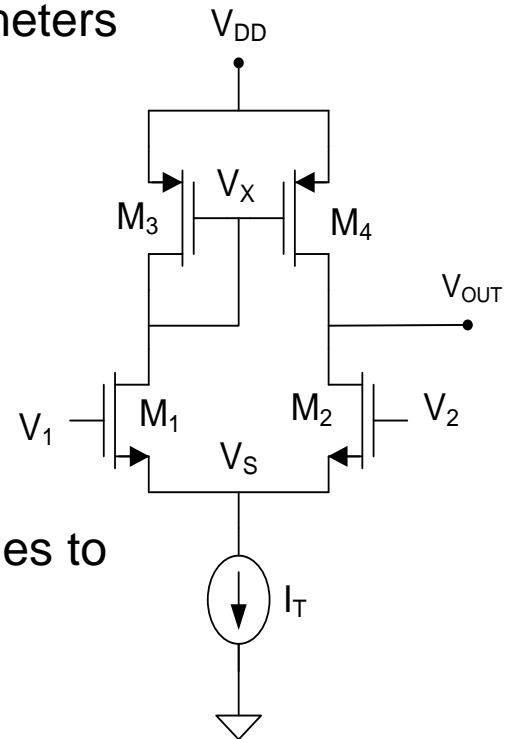 neters
V_DD
V_X
M_3
M_4
V_OUT
V_1
M_1
M_2
V_2
V_S
es to
I_T